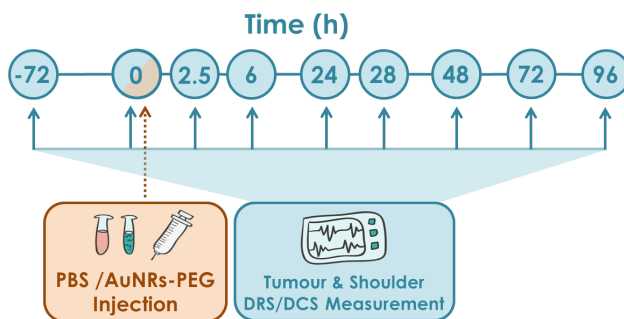 Time (h)
-72 0 2.5 6 24 28 48 72 96
PBS /AuNRs-PEG
Injection
Tumour & Shoulder
DRS/DCS Measurement